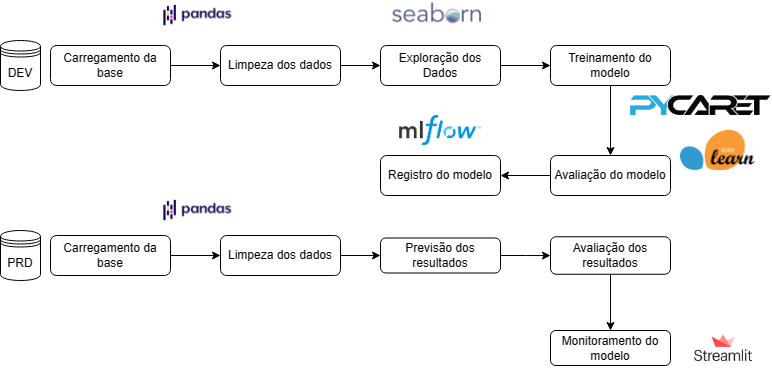 pandas
seaborn
DEV
Carregamento da
base
Limpeza dos dados
Exploração dos
Dados
Treinamento do
modelo
PYCARET
mlflow™
scikit
learn
Registro do modelo
Avaliação do modelo
pandas
PRD
Carregamento da
base
Limpeza dos dados
Previsão dos
resultados
Avaliação dos
resultados
Monitoramento do
modelo
Streamlit